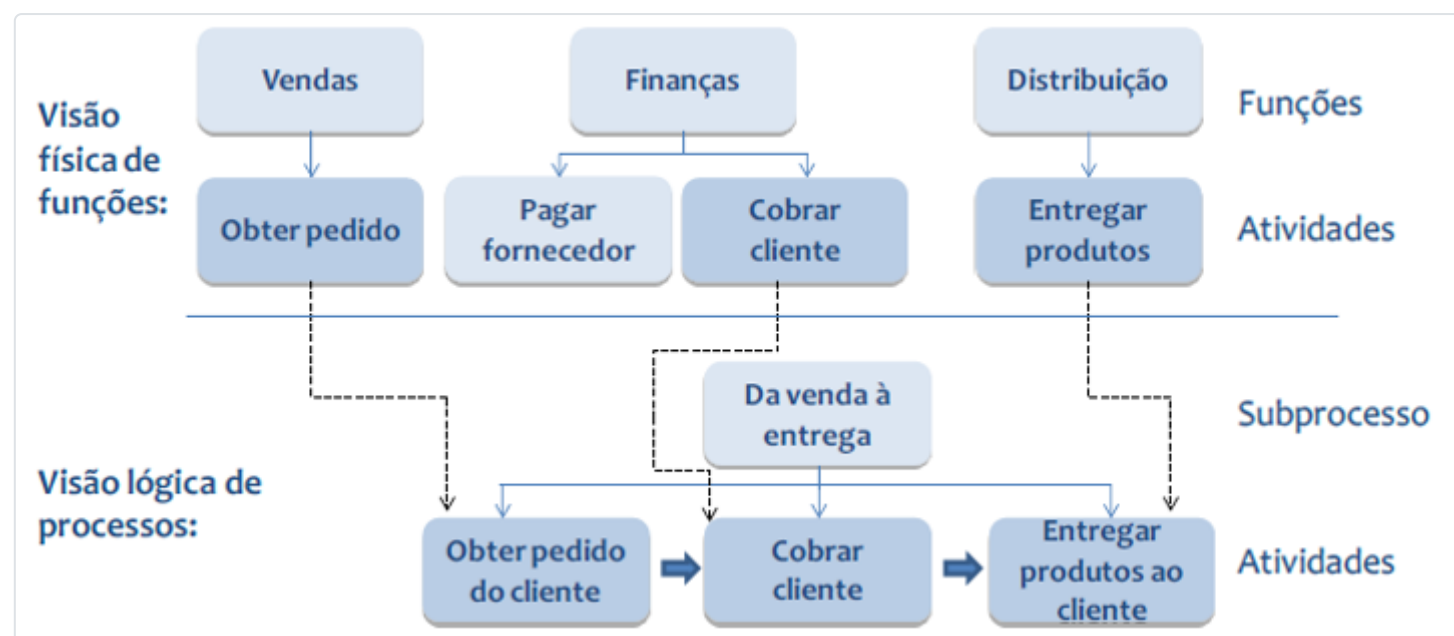 Visão
física de
funções:
Vendas
Finanças
Distribuição
Funções
Obter pedido
Pagar
fornecedor
Cobrar
cliente
Entregar
produtos
Atividades
Da venda à
entrega
Subprocesso
Visão lógica de
processos:
Obter pedido
do cliente
Cobrar
cliente
Entregar
produtos ao
cliente
Atividades